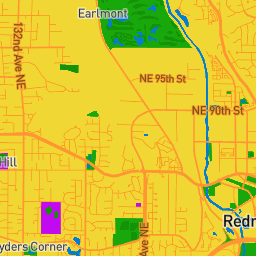 Earlmont
132nd Ave NE
NE 95th St
NE 90th St
Hill
Redm
yders Corner
Ave NE